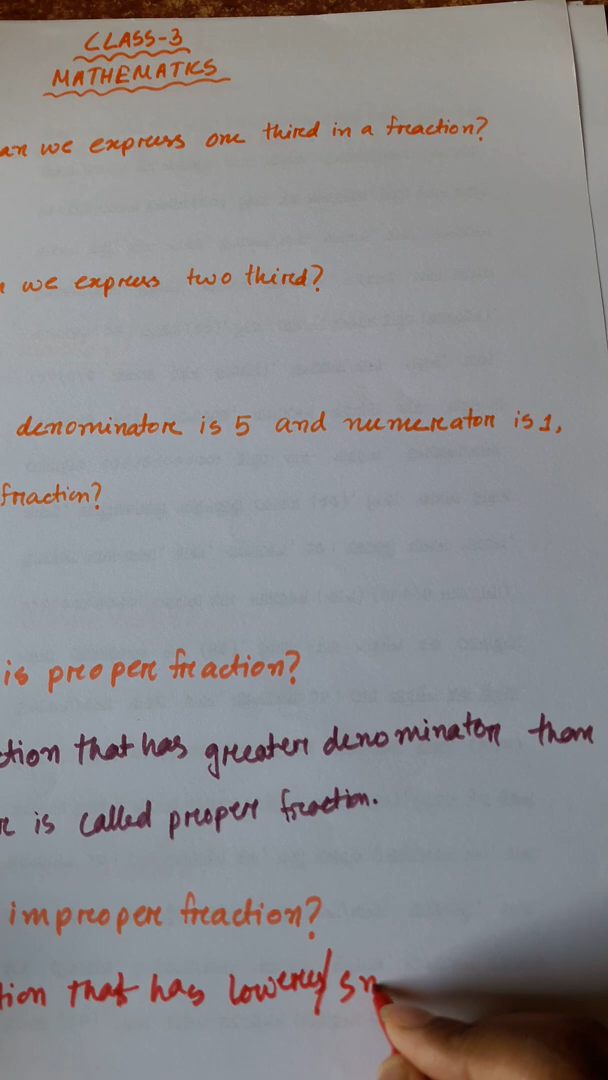 CLASS-3
MATHEMATICS
an we express one third in a fraction?
n we express two third?
denominator is 5 and numerator is 1,
fraction?
is proper fraction?
ction that has greater denominator than
r is called proper fraction.
improper fraction?
tion that has lower/ sm